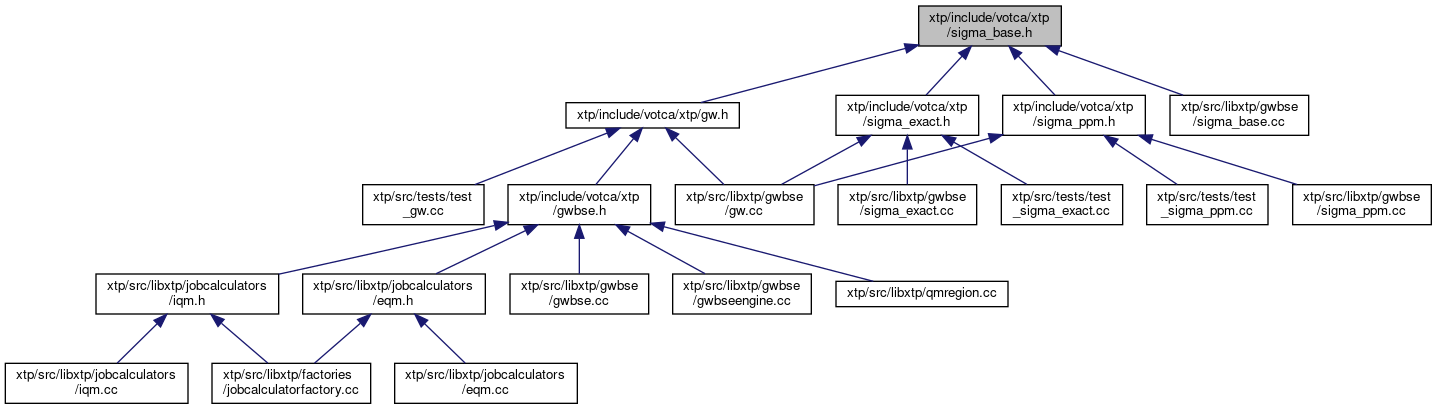 xtp/include/votca/xtp
/sigma_base.h
xtp/include/votca/xtp/gw.h
xtp/include/votca/xtp
/sigma_exact.h
xtp/include/votca/xtp
/sigma_ppm.h
xtp/src/libxtp/gwbse
/sigma_base.cc
xtp/src/tests/test
_gw.cc
xtp/include/votca/xtp
/gwbse.h
xtp/src/libxtp/gwbse
/gw.cc
xtp/src/libxtp/gwbse
/sigma_exact.cc
xtp/src/tests/test
_sigma_exact.cc
xtp/src/tests/test
_sigma_ppm.cc
xtp/src/libxtp/gwbse
/sigma_ppm.cc
xtp/src/libxtp/jobcalculators
/iqm.h
xtp/src/libxtp/jobcalculators
/eqm.h
xtp/src/libxtp/gwbse
/gwbse.cc
xtp/src/libxtp/gwbse
/gwbseengine.cc
xtp/src/libxtp/qmregion.cc
xtp/src/libxtp/jobcalculators
/iqm.cc
xtp/src/libxtp/factories
/jobcalculatorfactory.cc
xtp/src/libxtp/jobcalculators
/eqm.cc